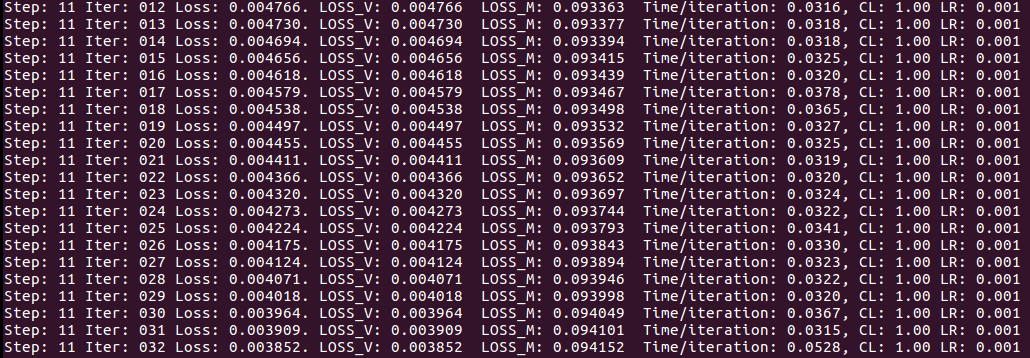 Step: 11 Iter: 012 Loss: 0.004766. LOSS_V: 0.004766  LOSS_M: 0.093363  Time/iteration: 0.0316, CL: 1.00 LR: 0.001
Step: 11 Iter: 013 Loss: 0.004730. LOSS_V: 0.004730  LOSS_M: 0.093377  Time/iteration: 0.0318, CL: 1.00 LR: 0.001
Step: 11 Iter: 014 Loss: 0.004694. LOSS_V: 0.004694  LOSS_M: 0.093394  Time/iteration: 0.0318, CL: 1.00 LR: 0.001
Step: 11 Iter: 015 Loss: 0.004656. LOSS_V: 0.004656  LOSS_M: 0.093415  Time/iteration: 0.0325, CL: 1.00 LR: 0.001
Step: 11 Iter: 016 Loss: 0.004618. LOSS_V: 0.004618  LOSS_M: 0.093439  Time/iteration: 0.0320, CL: 1.00 LR: 0.001
Step: 11 Iter: 017 Loss: 0.004579. LOSS_V: 0.004579  LOSS_M: 0.093467  Time/iteration: 0.0378, CL: 1.00 LR: 0.001
Step: 11 Iter: 018 Loss: 0.004538. LOSS_V: 0.004538  LOSS_M: 0.093498  Time/iteration: 0.0365, CL: 1.00 LR: 0.001
Step: 11 Iter: 019 Loss: 0.004497. LOSS_V: 0.004497  LOSS_M: 0.093532  Time/iteration: 0.0327, CL: 1.00 LR: 0.001
Step: 11 Iter: 020 Loss: 0.004455. LOSS_V: 0.004455  LOSS_M: 0.093569  Time/iteration: 0.0325, CL: 1.00 LR: 0.001
Step: 11 Iter: 021 Loss: 0.004411. LOSS_V: 0.004411  LOSS_M: 0.093609  Time/iteration: 0.0319, CL: 1.00 LR: 0.001
Step: 11 Iter: 022 Loss: 0.004366. LOSS_V: 0.004366  LOSS_M: 0.093652  Time/iteration: 0.0320, CL: 1.00 LR: 0.001
Step: 11 Iter: 023 Loss: 0.004320. LOSS_V: 0.004320  LOSS_M: 0.093697  Time/iteration: 0.0324, CL: 1.00 LR: 0.001
Step: 11 Iter: 024 Loss: 0.004273. LOSS_V: 0.004273  LOSS_M: 0.093744  Time/iteration: 0.0322, CL: 1.00 LR: 0.001
Step: 11 Iter: 025 Loss: 0.004224. LOSS_V: 0.004224  LOSS_M: 0.093793  Time/iteration: 0.0341, CL: 1.00 LR: 0.001
Step: 11 Iter: 026 Loss: 0.004175. LOSS_V: 0.004175  LOSS_M: 0.093843  Time/iteration: 0.0330, CL: 1.00 LR: 0.001
Step: 11 Iter: 027 Loss: 0.004124. LOSS_V: 0.004124  LOSS_M: 0.093894  Time/iteration: 0.0323, CL: 1.00 LR: 0.001
Step: 11 Iter: 028 Loss: 0.004071. LOSS_V: 0.004071  LOSS_M: 0.093946  Time/iteration: 0.0322, CL: 1.00 LR: 0.001
Step: 11 Iter: 029 Loss: 0.004018. LOSS_V: 0.004018  LOSS_M: 0.093998  Time/iteration: 0.0320, CL: 1.00 LR: 0.001
Step: 11 Iter: 030 Loss: 0.003964. LOSS_V: 0.003964  LOSS_M: 0.094049  Time/iteration: 0.0367, CL: 1.00 LR: 0.001
Step: 11 Iter: 031 Loss: 0.003909. LOSS_V: 0.003909  LOSS_M: 0.094101  Time/iteration: 0.0315, CL: 1.00 LR: 0.001
Step: 11 Iter: 032 Loss: 0.003852. LOSS_V: 0.003852  LOSS_M: 0.094152  Time/iteration: 0.0528, CL: 1.00 LR: 0.001